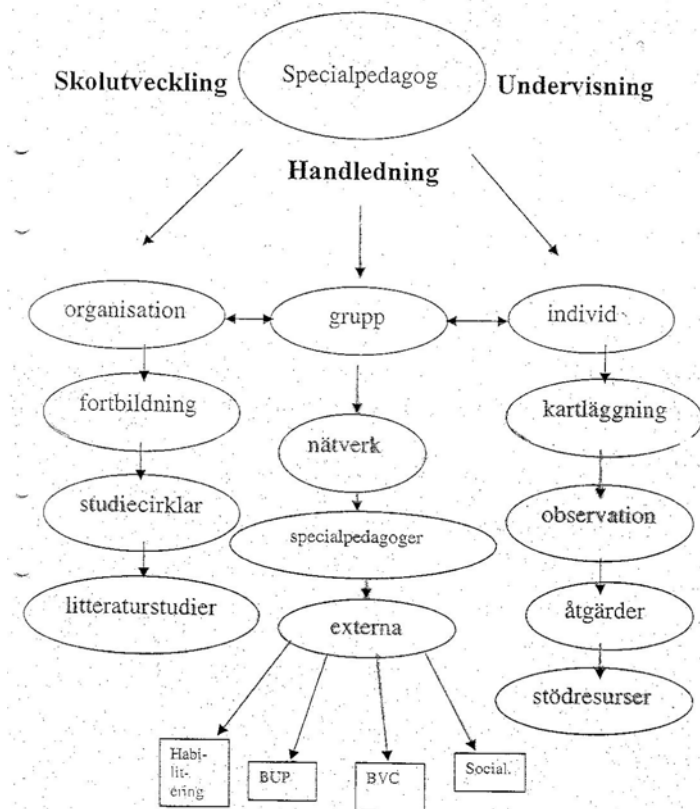 Specialpedagog
Skolutveckling
Undervisning
Handledning
organisation
grupp
individ
fortbildning
kartläggning
nätverk
studiecirklar
observation
specialpedagoger
litteraturstudier
externa
åtgärder
stödresurser
Habi-
lit-
ering
BUP
BVC
Social.